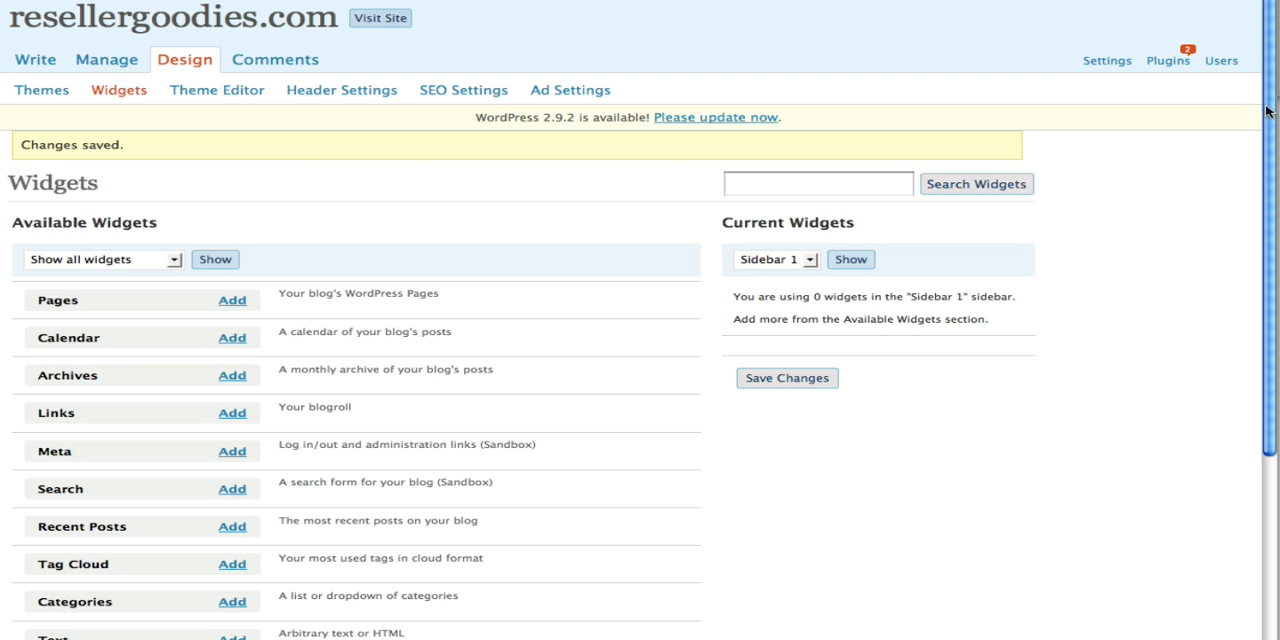 resellergoodies.com Visit Site
Write Manage Design Comments Settings Plugins 2 Users
Themes Widgets Theme Editor Header Settings SEO Settings Ad Settings
WordPress 2.9.2 is available! Please update now.
Changes saved.
Widgets Search Widgets
Available Widgets Current Widgets
Show all widgets Show Sidebar 1 Show
Pages Add Your blog's WordPress Pages
You are using 0 widgets in the "Sidebar 1" sidebar.
Add more from the Available Widgets section.
Calendar Add A calendar of your blog's posts
Archives Add A monthly archive of your blog's posts
Save Changes
Links Add Your blogroll
Meta Add Log in/out and administration links (Sandbox)
Search Add A search form for your blog (Sandbox)
Recent Posts Add The most recent posts on your blog
Tag Cloud Add Your most used tags in cloud format
Categories Add A list or dropdown of categories
Text Add Arbitrary text or HTML